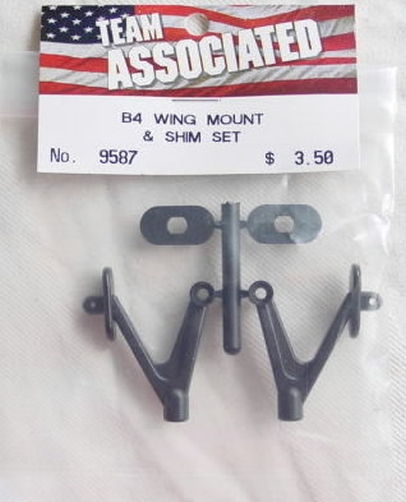 TEAM
ASSOCIATED
B4 WING MOUNT
& SHIM SET
No. 9587 $ 3.50